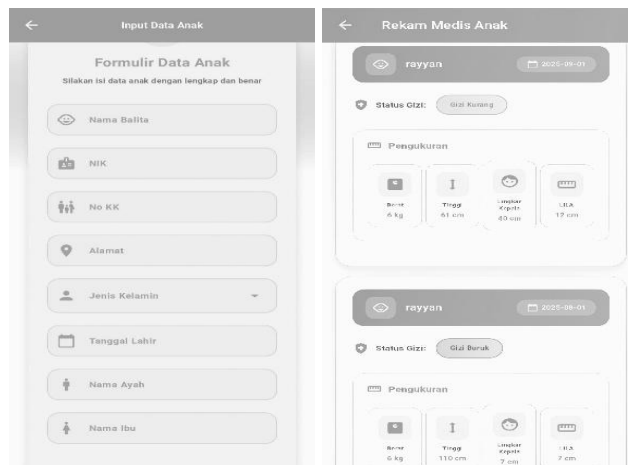 Input Data Anak
Formulir Data Anak
Silakan isi data anak dengan lengkap dan benar
Nama Balita
NIK
No KK
Alamat
Jenis Kelamin
Tanggal Lahir
Nama Ayah
Nama Ibu
Rekam Medis Anak
rayyan 2025-09-01
Status Gizi: Gizi Kurang
Pengukuran
Berat Tinggi Lingkar Kepala LILA
6 kg 61 cm 40 cm 12 cm
rayyan 2025-09-01
Status Gizi: Gizi Buruk
Pengukuran
Berat Tinggi Lingkar Kepala LILA
6 kg 110 cm 7 cm 7 cm